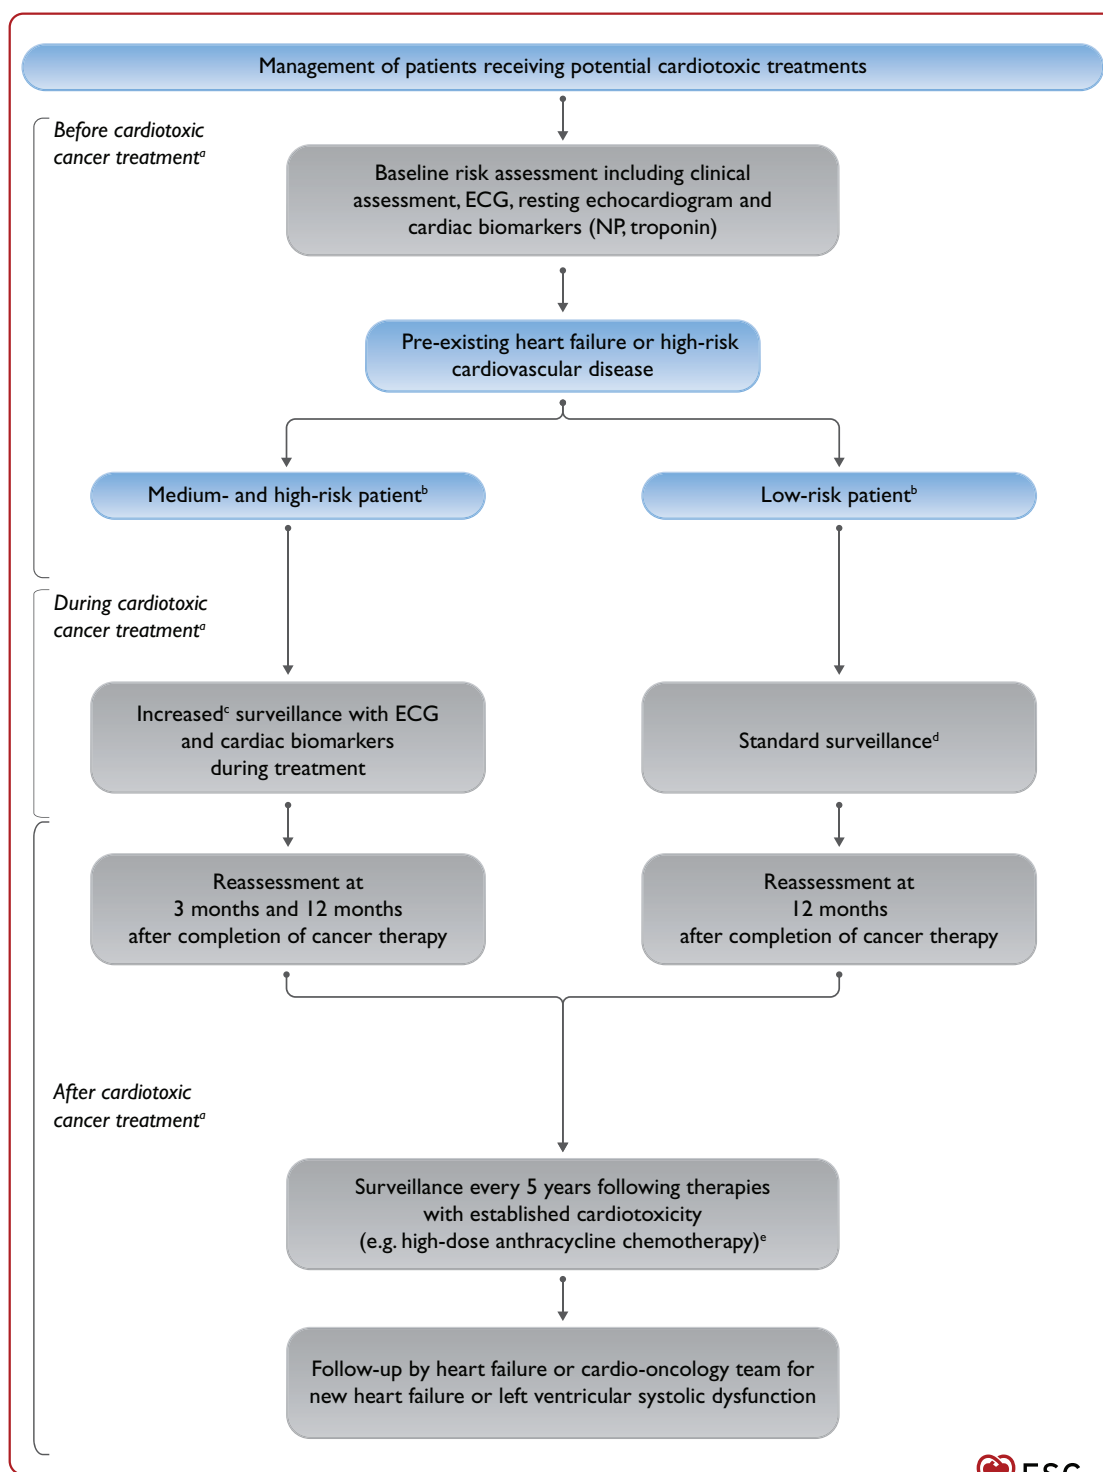 Management of patients receiving potential cardiotoxic treatments
Before cardiotoxic
cancer treatmentᵃ
Baseline risk assessment including clinical
assessment, ECG, resting echocardiogram and
cardiac biomarkers (NP, troponin)
Pre-existing heart failure or high-risk
cardiovascular disease
Medium- and high-risk patientᵇ
Low-risk patientᵇ
During cardiotoxic
cancer treatmentᵃ
Increasedᶜ surveillance with ECG
and cardiac biomarkers
during treatment
Standard surveillanceᵈ
Reassessment at
3 months and 12 months
after completion of cancer therapy
Reassessment at
12 months
after completion of cancer therapy
After cardiotoxic
cancer treatmentᵃ
Surveillance every 5 years following therapies
with established cardiotoxicity
(e.g. high-dose anthracycline chemotherapy)ᵉ
Follow-up by heart failure or cardio-oncology team for
new heart failure or left ventricular systolic dysfunction
ESC